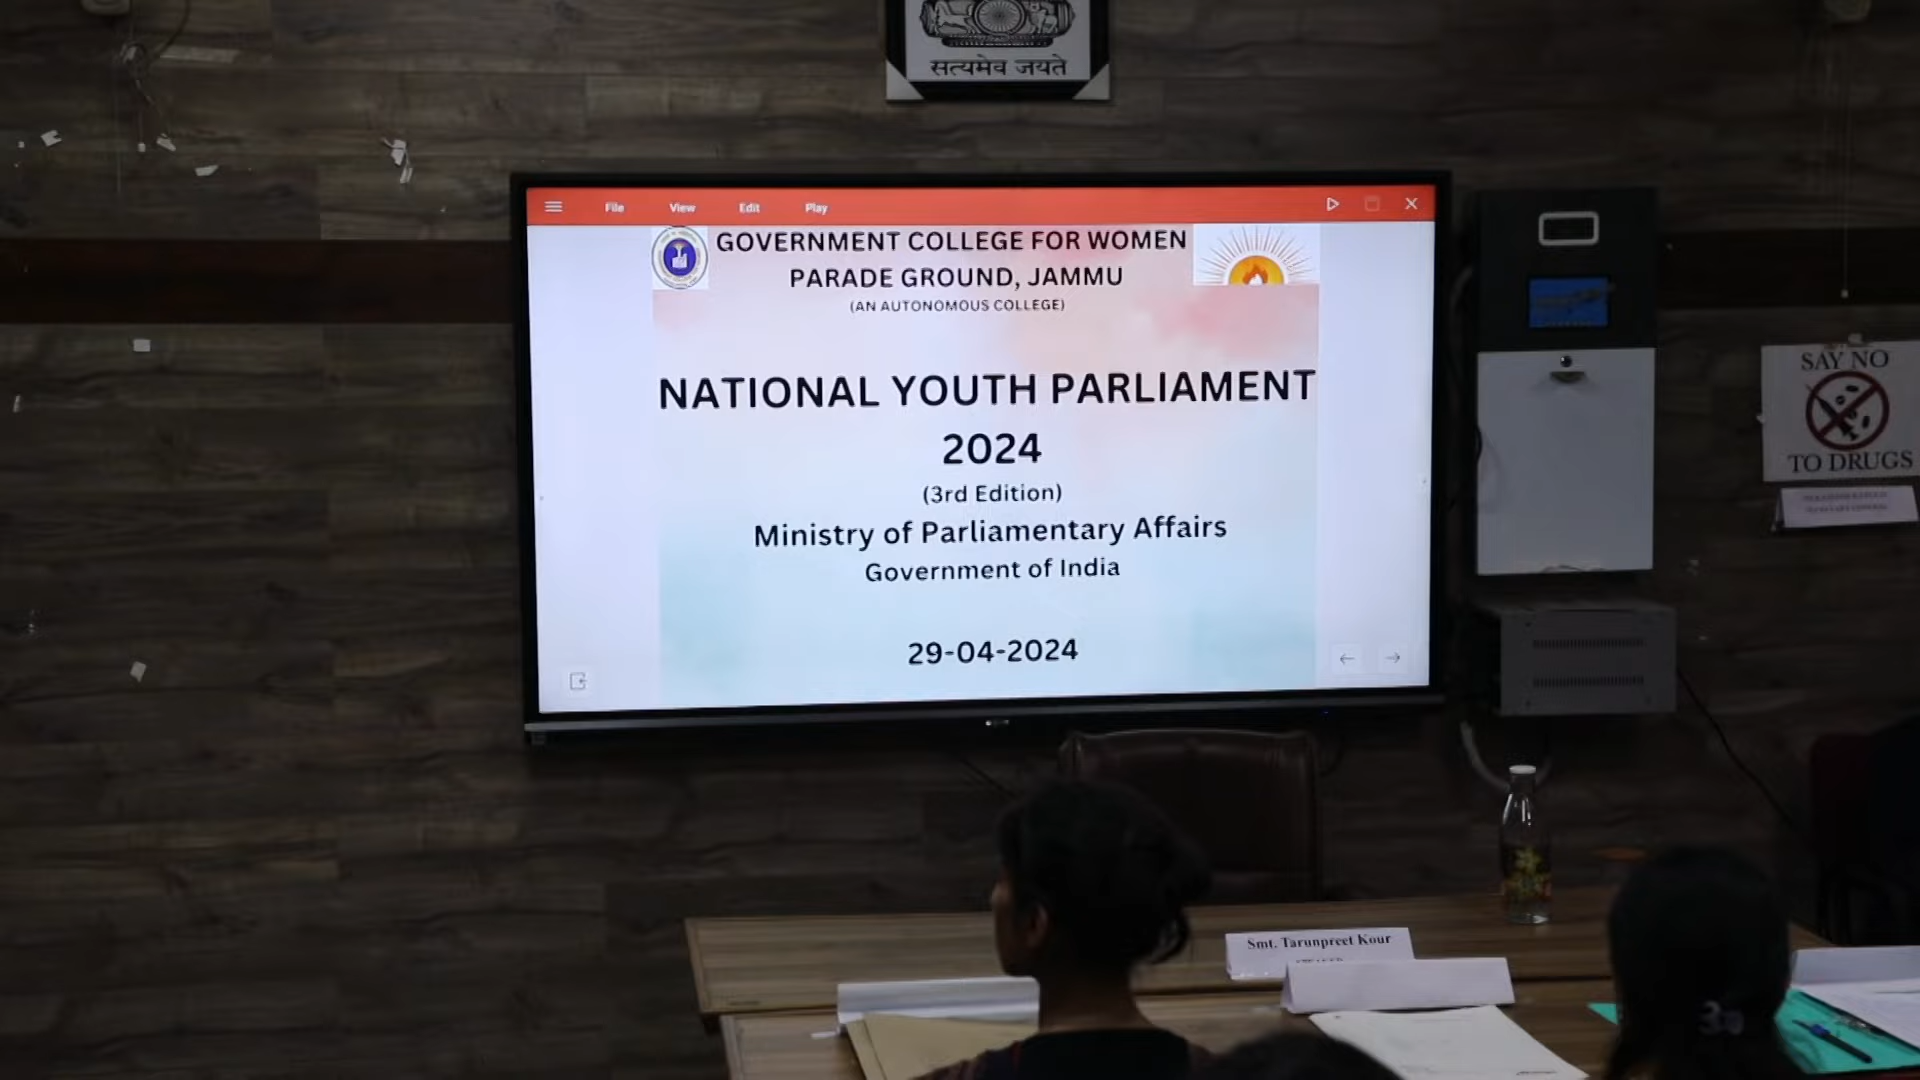 सत्यमेव जयते
File View Edit Play
GOVERNMENT COLLEGE FOR WOMEN
PARADE GROUND, JAMMU
(AN AUTONOMOUS COLLEGE)
NATIONAL YOUTH PARLIAMENT
2024
(3rd Edition)
Ministry of Parliamentary Affairs
Government of India
29-04-2024
SAY NO
TO DRUGS
Smt. Tarunpreet Kour